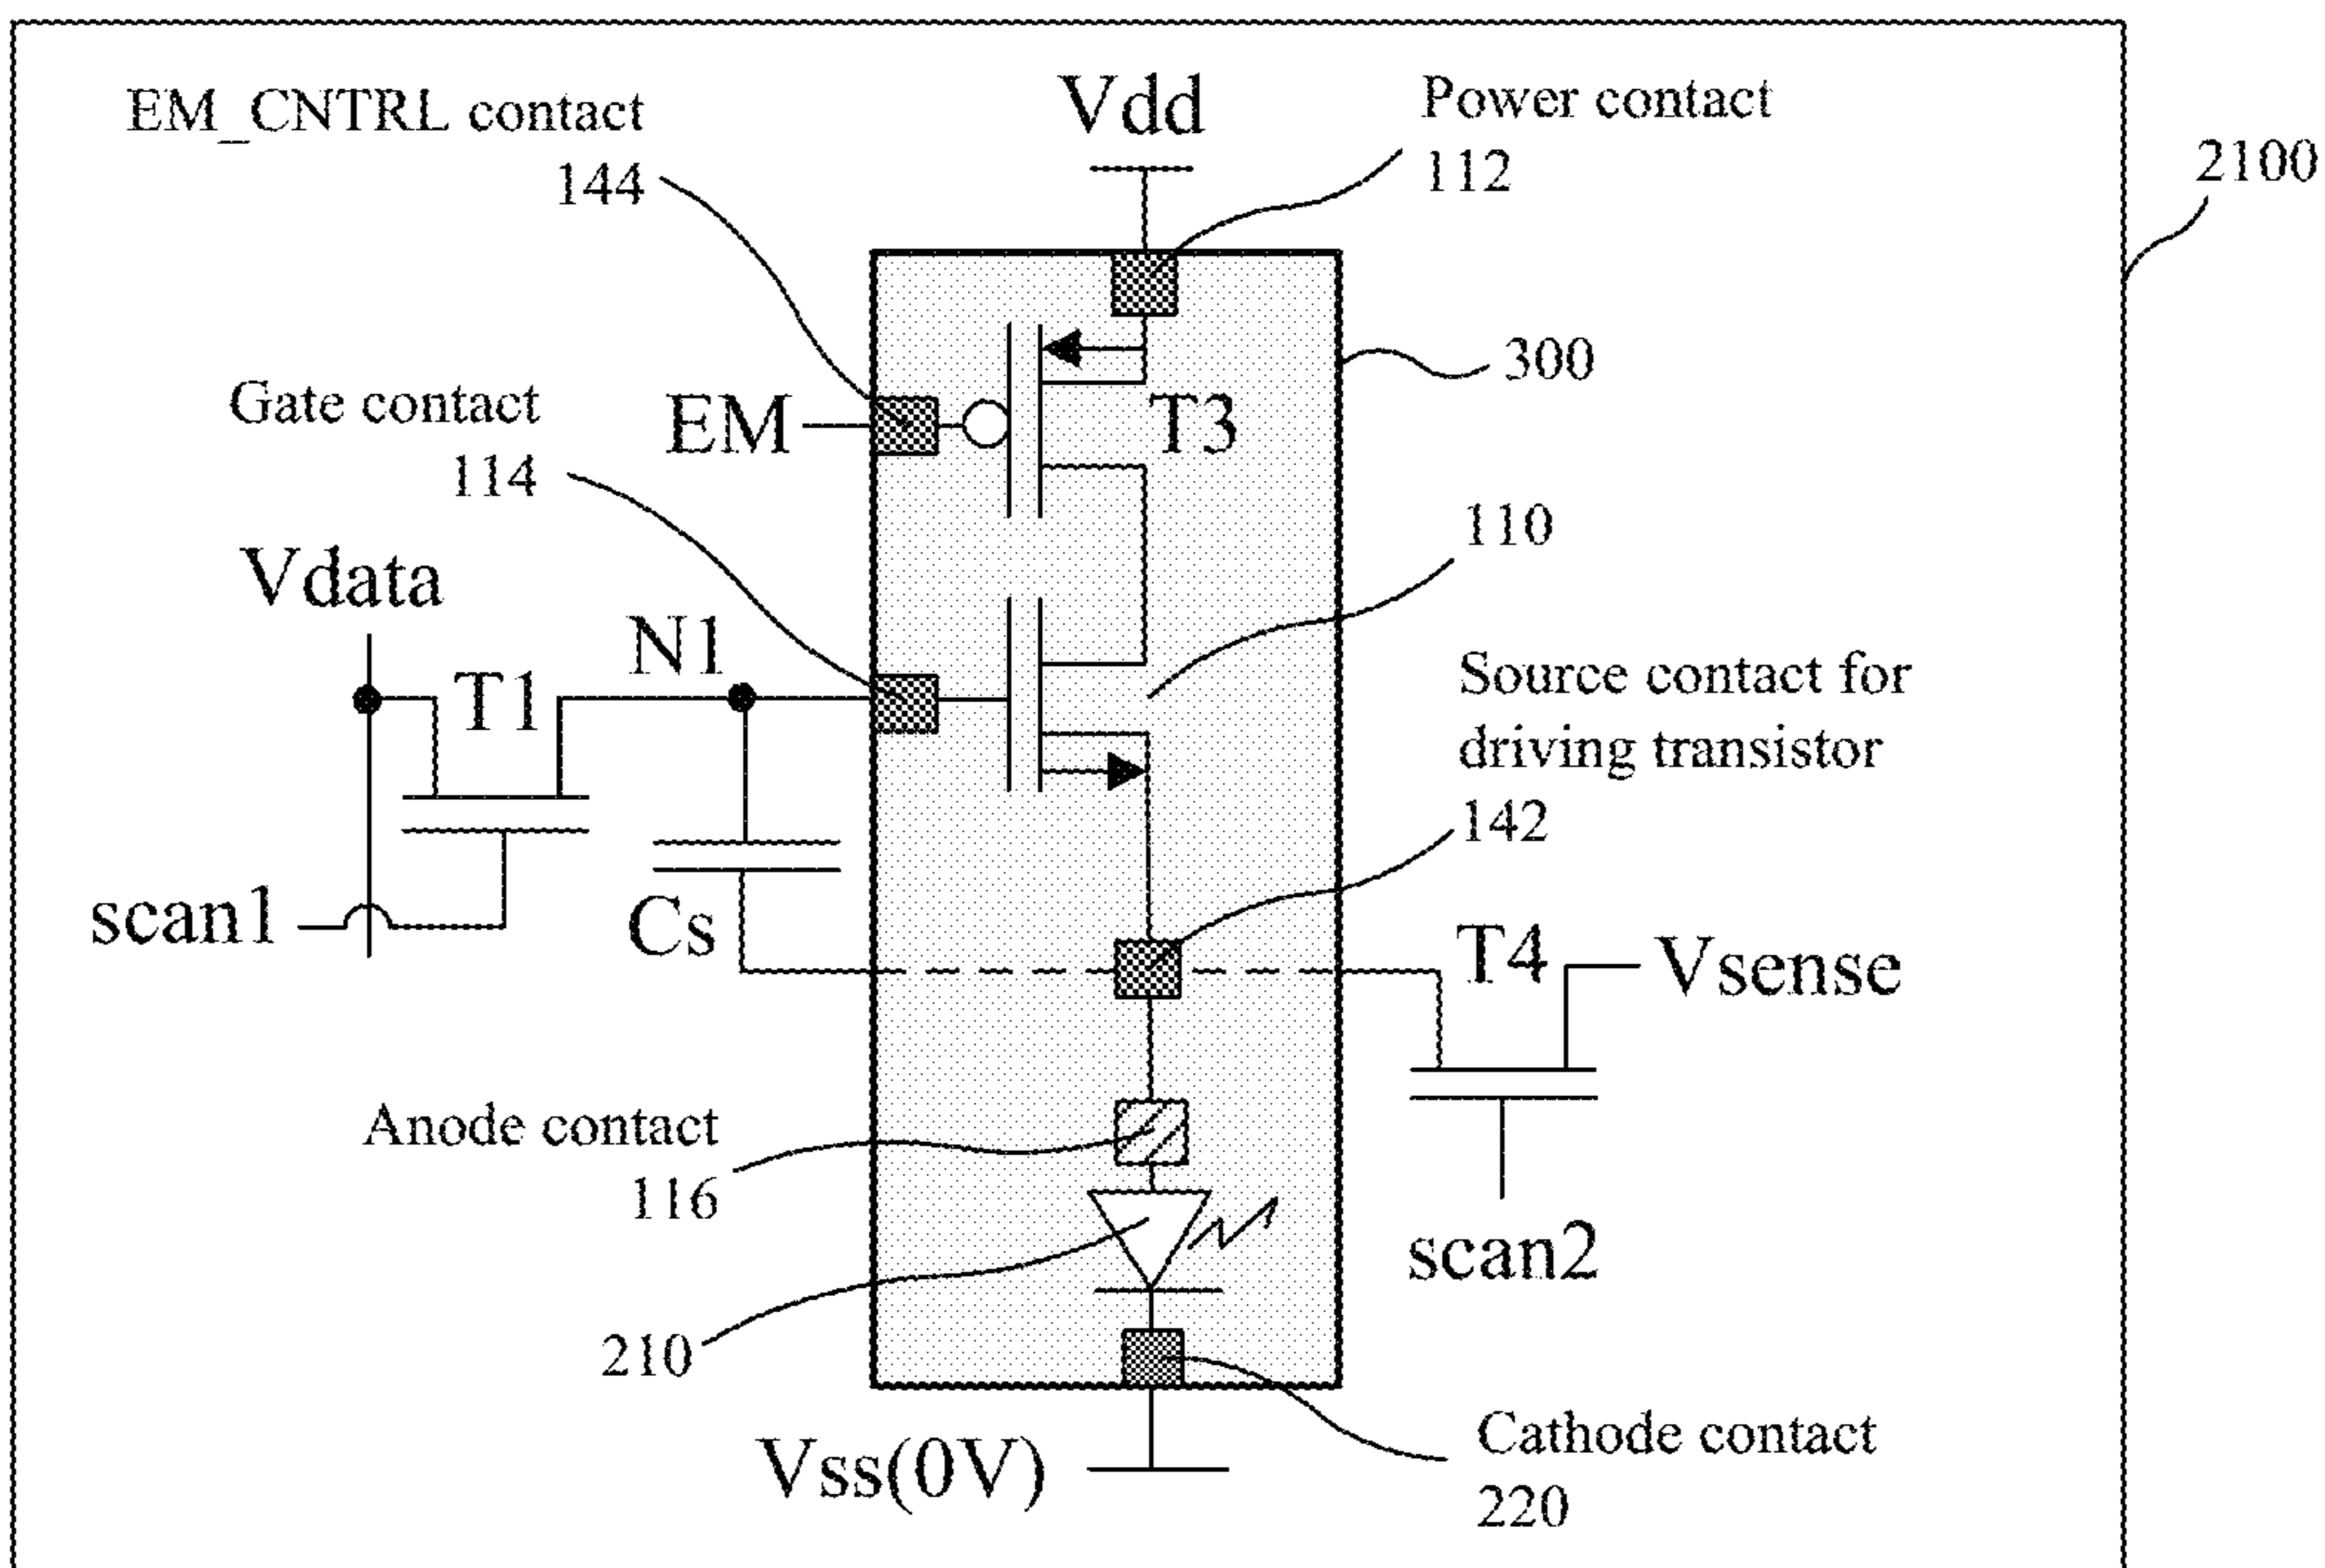 EM_CNTRL contact
144
Vdd
Power contact
112
2100
300
Gate contact
114
EM
T3
110
Vdata
N1
T1
Source contact for
driving transistor
142
scan1
Cs
T4
Vsense
Anode contact
116
scan2
210
Vss(0V)
Cathode contact
220